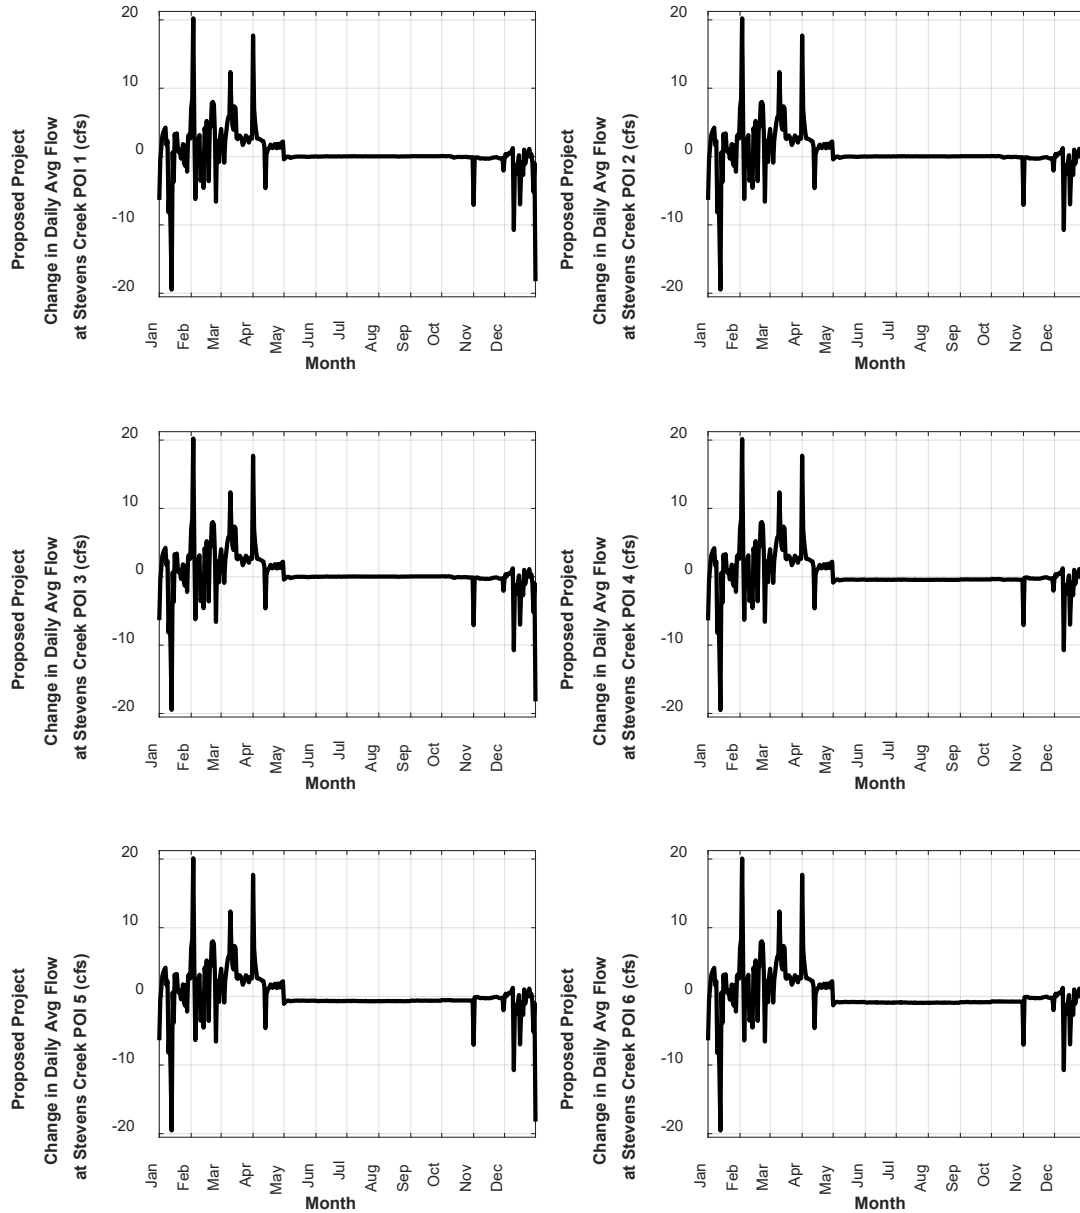 Proposed Project
Change in Daily Avg Flow
at Stevens Creek POI 1 (cfs)
20
10
0
-10
-20
Jan
Feb
Mar
Apr
May
Jun
Jul
Aug
Sep
Oct
Nov
Dec
Month
Proposed Project
Change in Daily Avg Flow
at Stevens Creek POI 2 (cfs)
20
10
0
-10
-20
Jan
Feb
Mar
Apr
May
Jun
Jul
Aug
Sep
Oct
Nov
Dec
Month
Proposed Project
Change in Daily Avg Flow
at Stevens Creek POI 3 (cfs)
20
10
0
-10
-20
Jan
Feb
Mar
Apr
May
Jun
Jul
Aug
Sep
Oct
Nov
Dec
Month
Proposed Project
Change in Daily Avg Flow
at Stevens Creek POI 4 (cfs)
20
10
0
-10
-20
Jan
Feb
Mar
Apr
May
Jun
Jul
Aug
Sep
Oct
Nov
Dec
Month
Proposed Project
Change in Daily Avg Flow
at Stevens Creek POI 5 (cfs)
20
10
0
-10
-20
Jan
Feb
Mar
Apr
May
Jun
Jul
Aug
Sep
Oct
Nov
Dec
Month
Proposed Project
Change in Daily Avg Flow
at Stevens Creek POI 6 (cfs)
20
10
0
-10
-20
Jan
Feb
Mar
Apr
May
Jun
Jul
Aug
Sep
Oct
Nov
Dec
Month